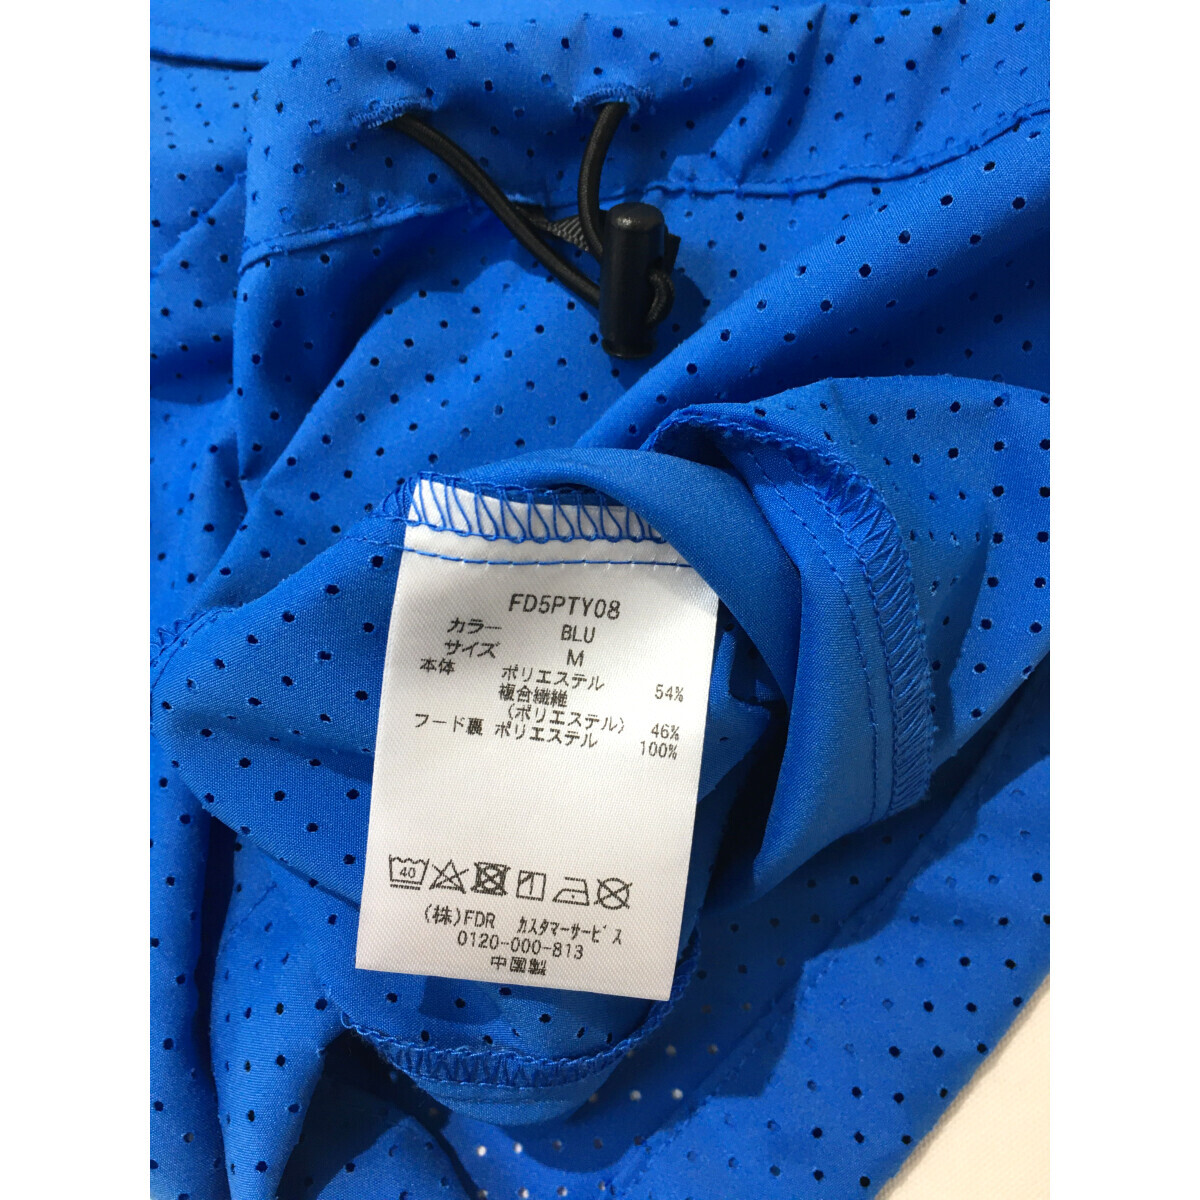 FD5PTY08
カラー BLU
サイズ M
本体 ポリエステル 54%
複合繊維
(ポリエステル) 46%
フード裏 ポリエステル 100%
40
(株)FDR ｶｽﾀﾏｰｻｰﾋﾞｽ
0120-000-813
中国製